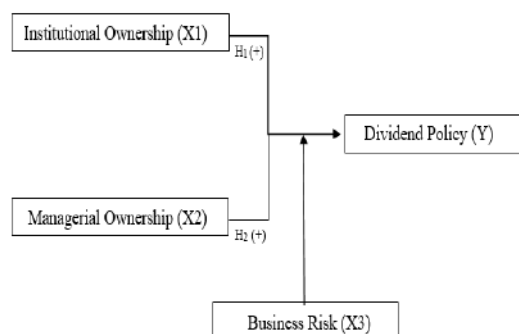 Institutional Ownership (X1)
H1 (+)
Dividend Policy (Y)
Managerial Ownership (X2)
H2 (+)
Business Risk (X3)